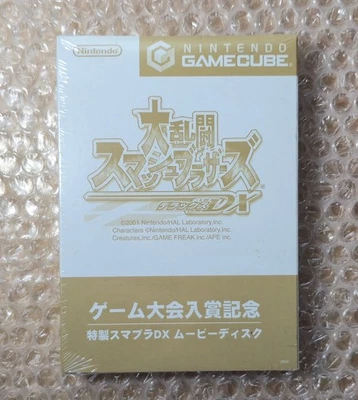 Nintendo
NINTENDO
GAMECUBE
大乱闘
スマッシュブラザーズ
DX
©2001 Nintendo/HAL Laboratory,Inc.
Characters ©Nintendo/HAL Laboratory,Inc./
Creatures,inc./GAME FREAK inc./APE inc.
ゲーム大会入賞記念
特製スマブラDX ムービーディスク